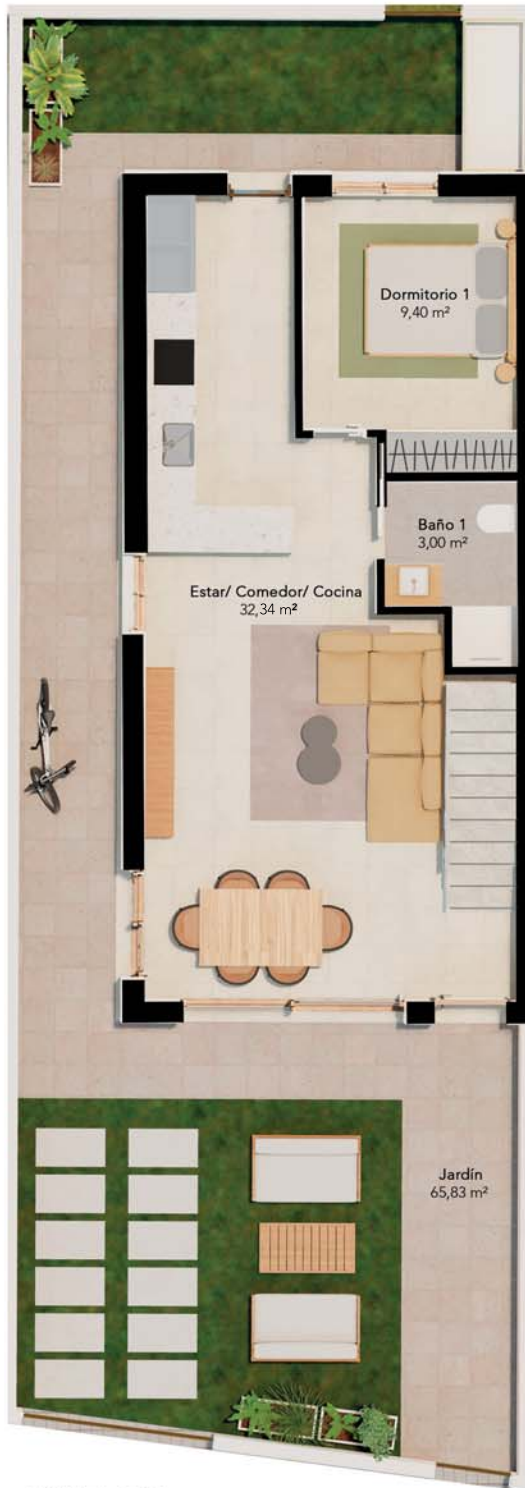 Dormitorio 1
9,40 m²
Baño 1
3,00 m²
Estar/ Comedor/ Cocina
32,34 m²
Jardín
65,83 m²